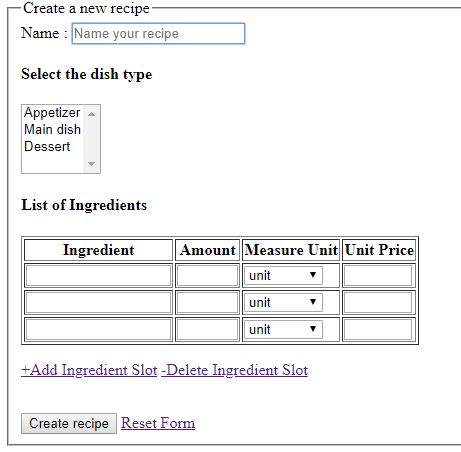 Create a new recipe
Name : Name your recipe
Select the dish type
Appetizer
Main dish
Dessert
List of Ingredients
Ingredient Amount Measure Unit Unit Price
unit
unit
unit
+Add Ingredient Slot -Delete Ingredient Slot
Create recipe Reset Form